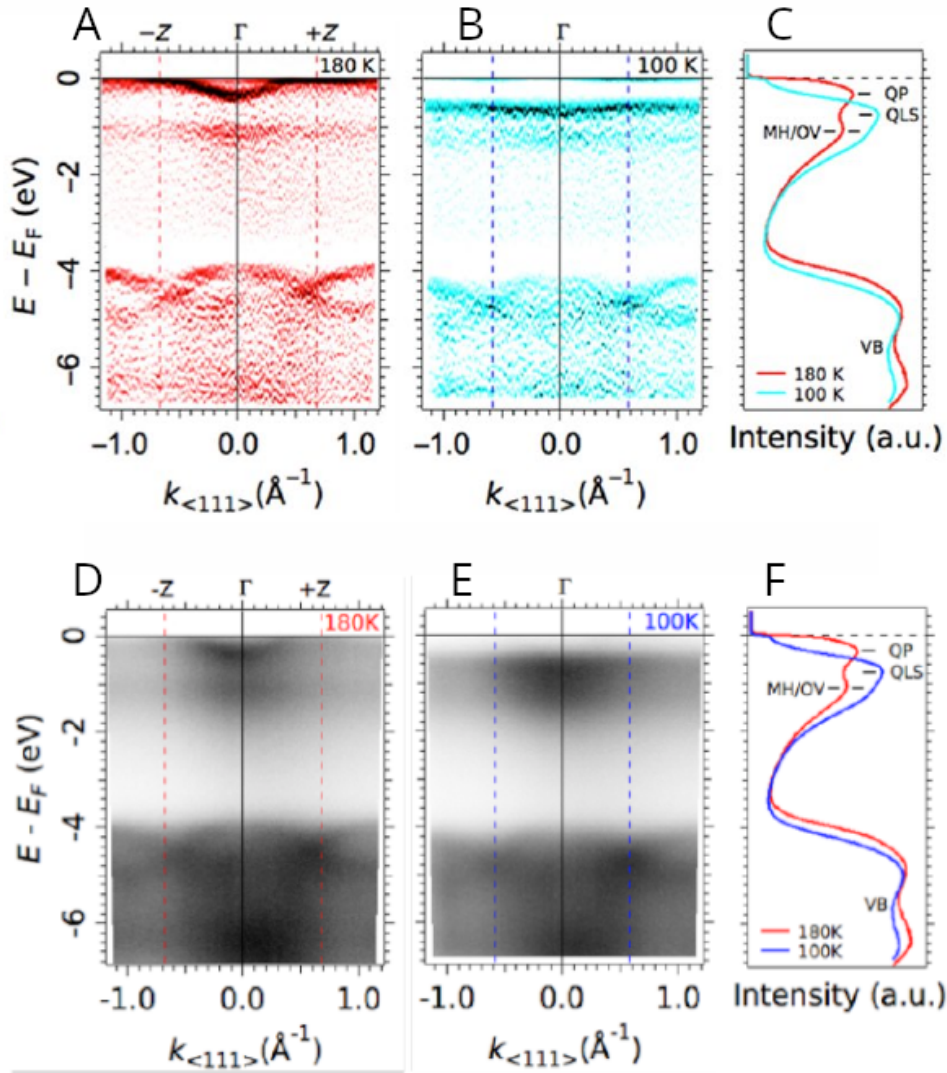 A B C
−Z Γ +Z Γ
180 K 100 K
0
−2
−4
−6
E − E_F (eV)
QP
QLS
MH/OV
VB
180 K
100 K
−1.0 0.0 1.0 −1.0 0.0 1.0
k<111>(Å⁻¹) k<111>(Å⁻¹) Intensity (a.u.)
D E F
-Z Γ +Z Γ
180K 100K
0
-2
-4
-6
E - E_F (eV)
QP
QLS
MH/OV
VB
180K
100K
-1.0 0.0 1.0 -1.0 0.0 1.0
k<111>(Å⁻¹) k<111>(Å⁻¹) Intensity (a.u.)